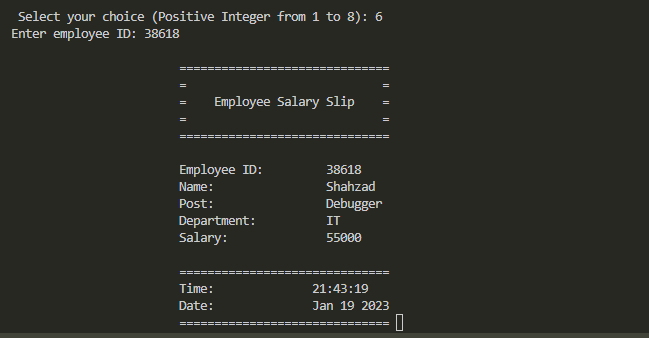 Select your choice (Positive Integer from 1 to 8): 6
Enter employee ID: 38618
==============================
= =
= Employee Salary Slip =
= =
==============================
Employee ID: 38618
Name: Shahzad
Post: Debugger
Department: IT
Salary: 55000
==============================
Time: 21:43:19
Date: Jan 19 2023
==============================